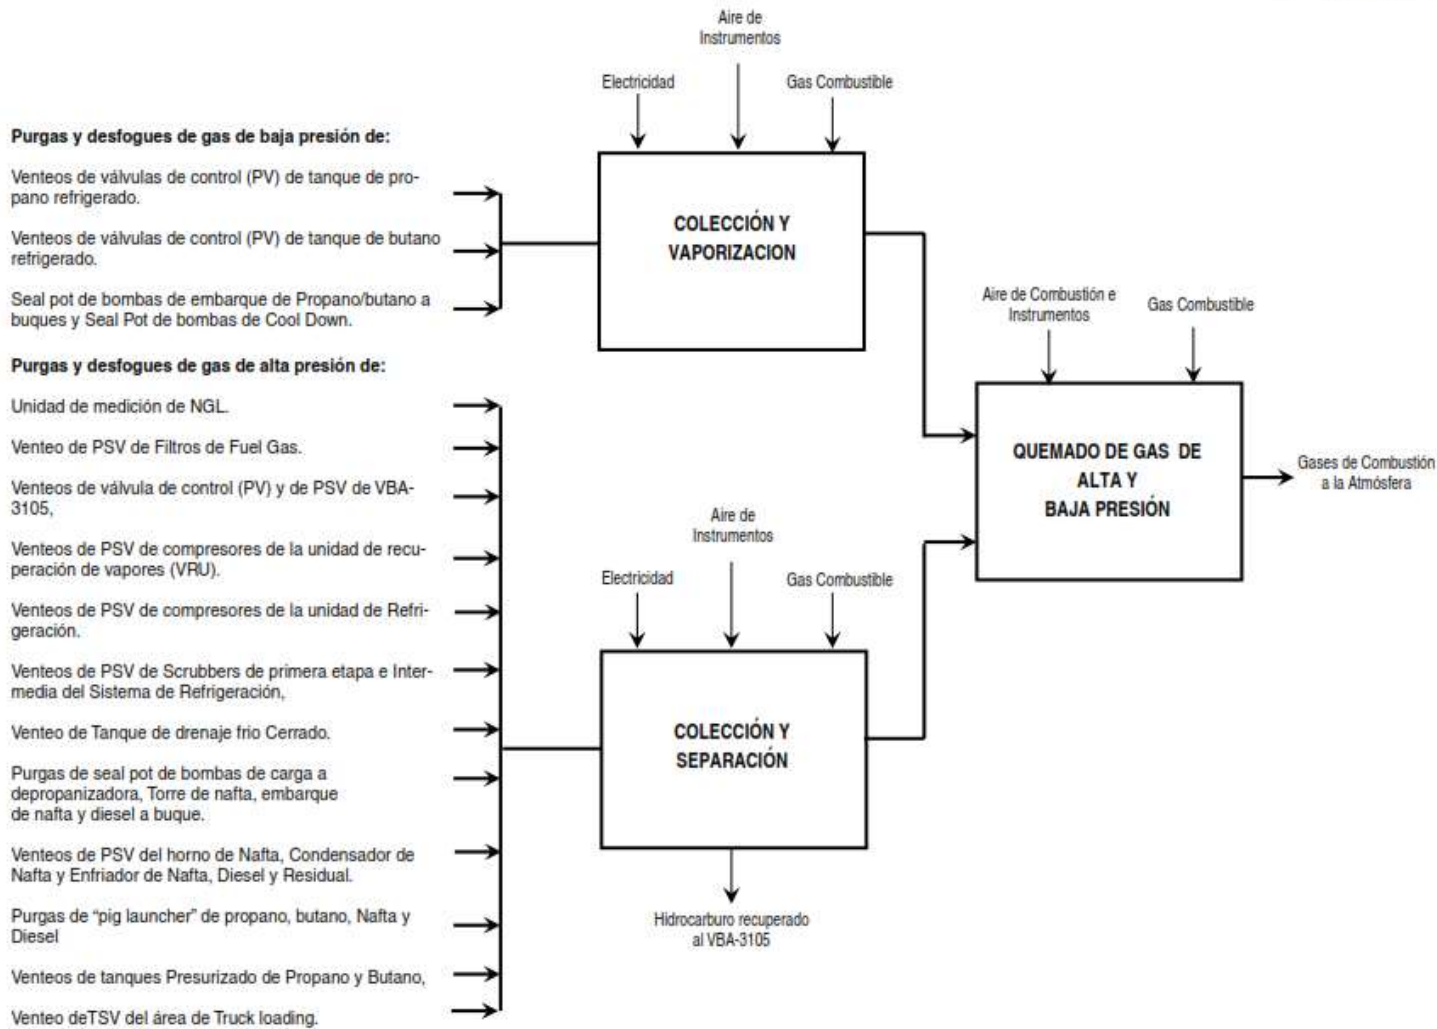 Aire de
Instrumentos
Electricidad
Gas Combustible
Purgas y desfogues de gas de baja presión de:
Venteos de válvulas de control (PV) de tanque de pro-
pano refrigerado.
Venteos de válvulas de control (PV) de tanque de butano
refrigerado.
Seal pot de bombas de embarque de Propano/butano a
buques y Seal Pot de bombas de Cool Down.
COLECCIÓN Y
VAPORIZACION
Purgas y desfogues de gas de alta presión de:
Unidad de medición de NGL.
Venteo de PSV de Filtros de Fuel Gas.
Venteos de válvula de control (PV) y de PSV de VBA-
3105,
Venteos de PSV de compresores de la unidad de recu-
peración de vapores (VRU).
Venteos de PSV de compresores de la unidad de Refri-
geración.
Venteos de PSV de Scrubbers de primera etapa e Inter-
media del Sistema de Refrigeración,
Venteo de Tanque de drenaje frio Cerrado.
Purgas de seal pot de bombas de carga a
depropanizadora, Torre de nafta, embarque
de nafta y diesel a buque.
Venteos de PSV del horno de Nafta, Condensador de
Nafta y Enfriador de Nafta, Diesel y Residual.
Purgas de “pig launcher” de propano, butano, Nafta y
Diesel
Venteos de tanques Presurizado de Propano y Butano,
Venteo deTSV del área de Truck loading.
Aire de
Instrumentos
Electricidad
Gas Combustible
COLECCIÓN Y
SEPARACIÓN
Hidrocarburo recuperado
al VBA-3105
Aire de Combustión e
Instrumentos
Gas Combustible
QUEMADO DE GAS DE
ALTA Y
BAJA PRESIÓN
Gases de Combustión
a la Atmósfera